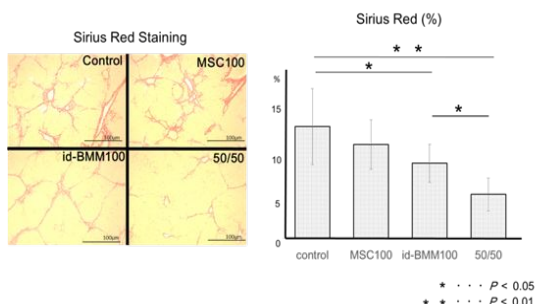 Sirius Red Staining
Control
MSC100
100μm
100μm
id-BMM100
50/50
100μm
100μm
Sirius Red (%)
* *
*
*
%
15
10
5
0
control MSC100 id-BMM100 50/50
* · · · P < 0.05
* * · · · P < 0.01